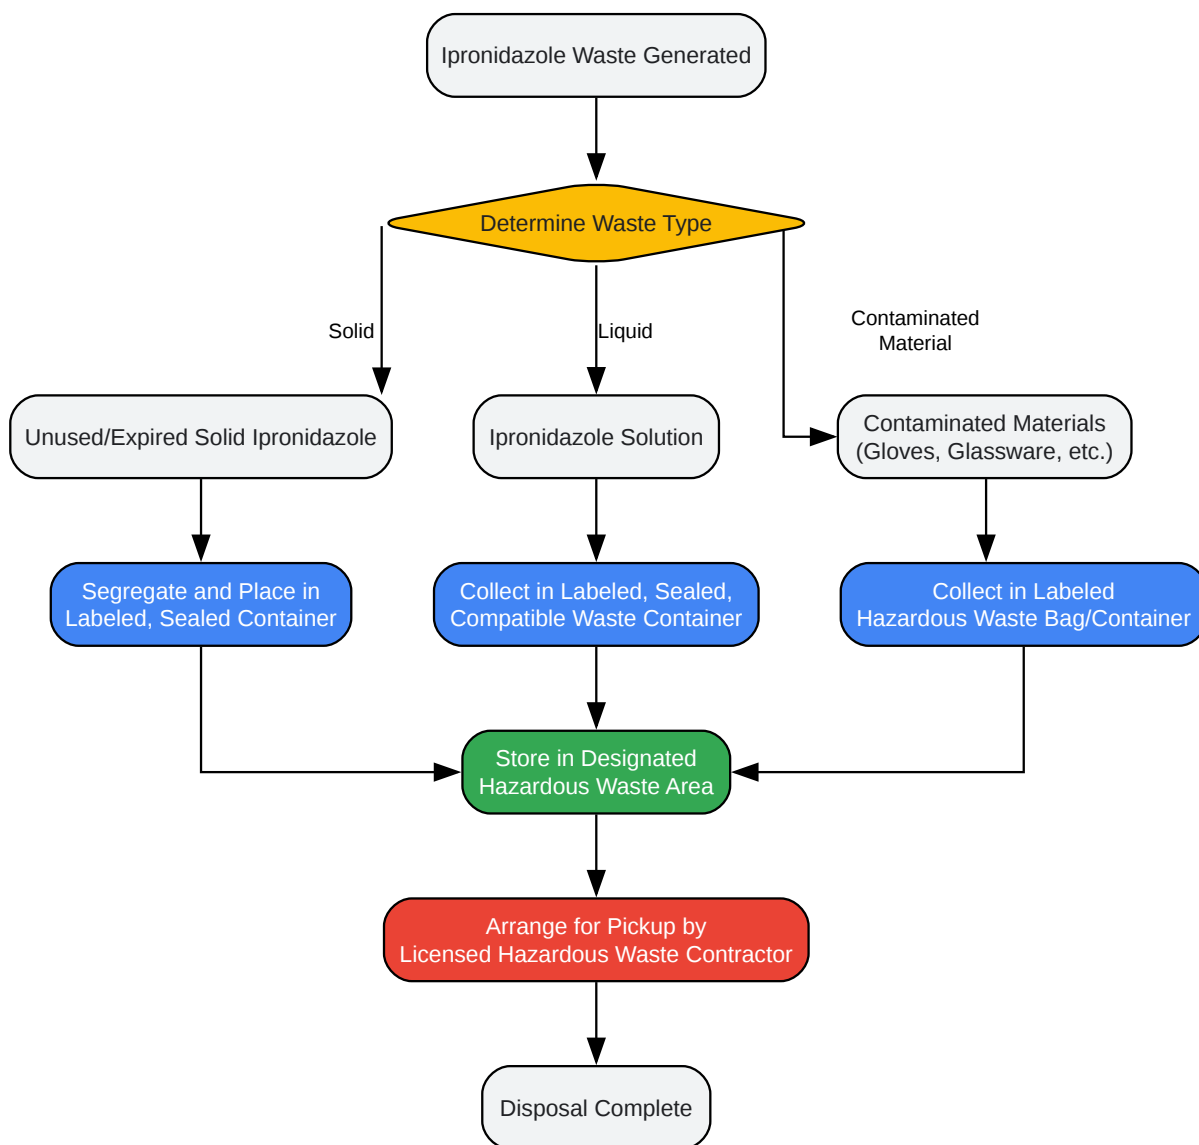 Ipronidazole Waste Generated
Determine Waste Type
Solid
Liquid
Contaminated
Material
Unused/Expired Solid Ipronidazole
Ipronidazole Solution
Contaminated Materials
(Gloves, Glassware, etc.)
Segregate and Place in
Labeled, Sealed Container
Collect in Labeled, Sealed,
Compatible Waste Container
Collect in Labeled
Hazardous Waste Bag/Container
Store in Designated
Hazardous Waste Area
Arrange for Pickup by
Licensed Hazardous Waste Contractor
Disposal Complete